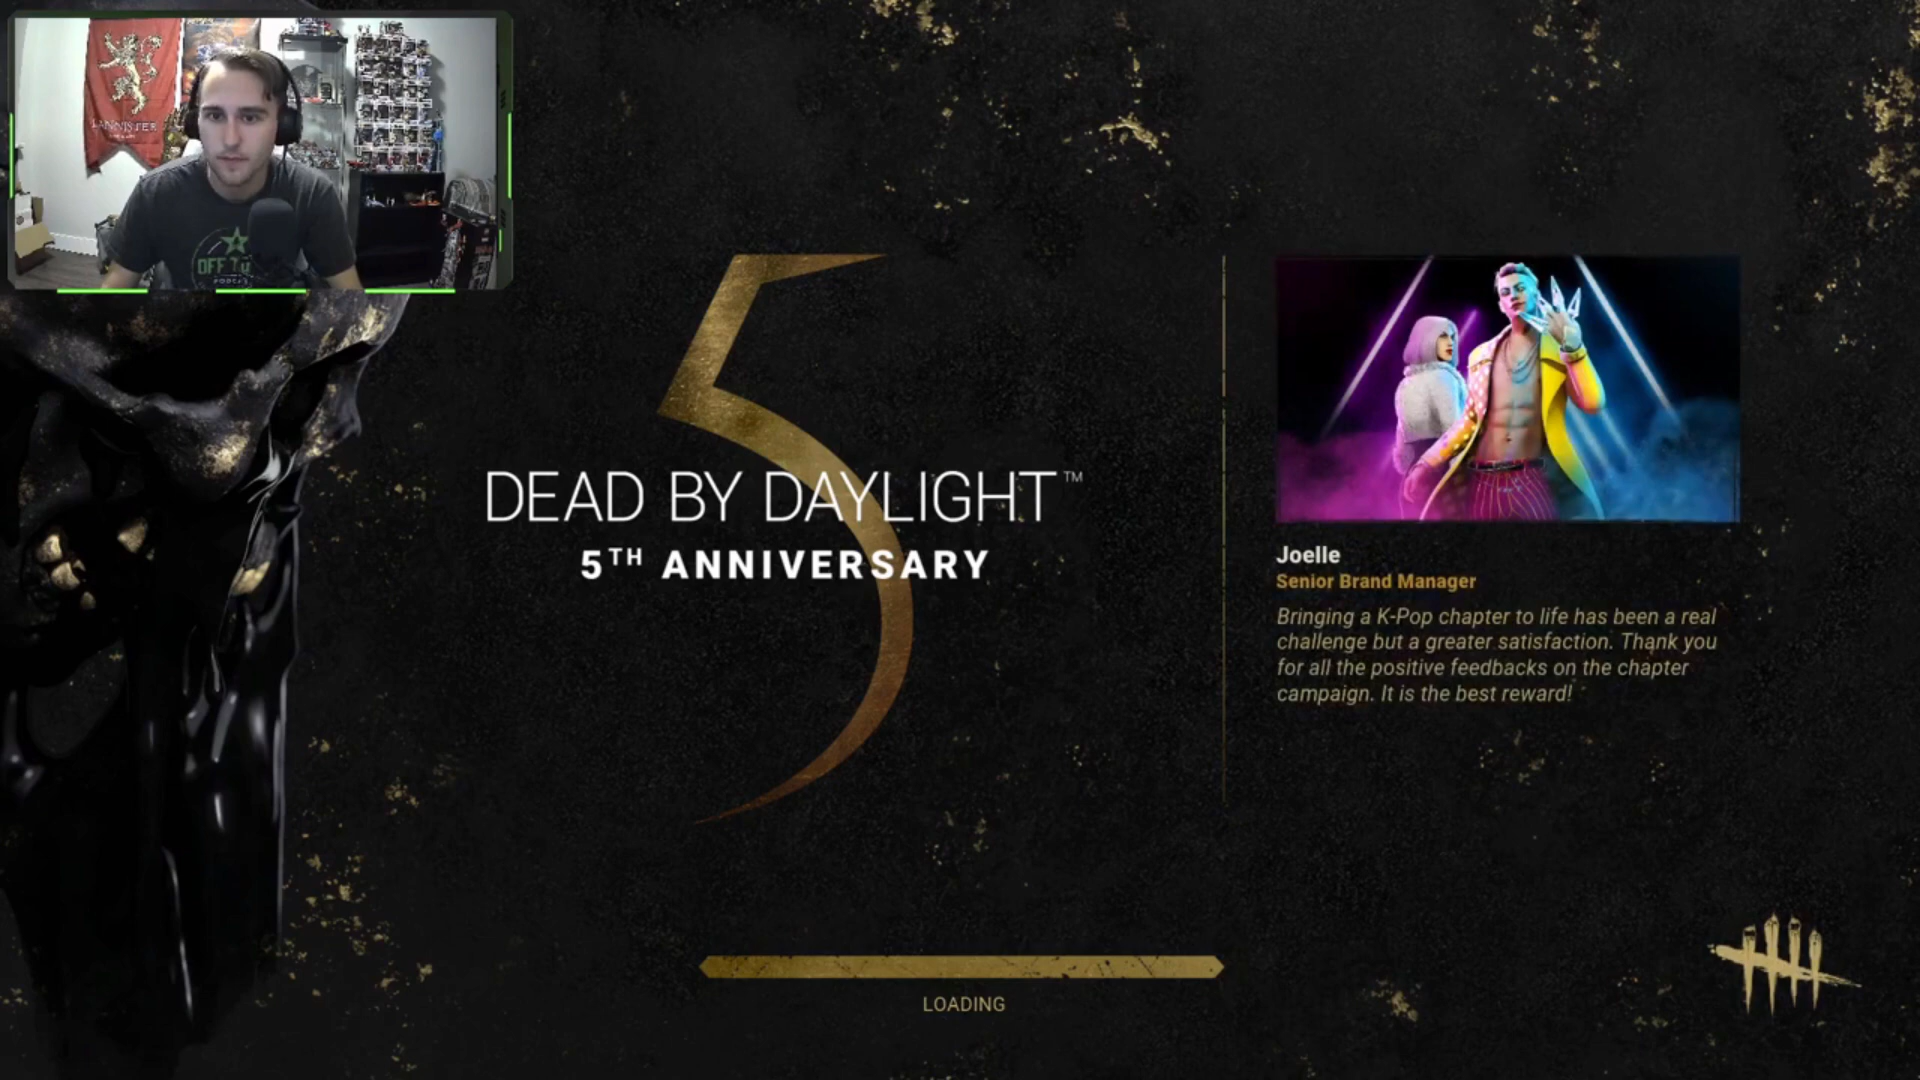 LANNISTER
OFF
DEAD BY DAYLIGHT™
5TH ANNIVERSARY
Joelle
Senior Brand Manager
Bringing a K-Pop chapter to life has been a real
challenge but a greater satisfaction. Thank you
for all the positive feedbacks on the chapter
campaign. It is the best reward!
LOADING